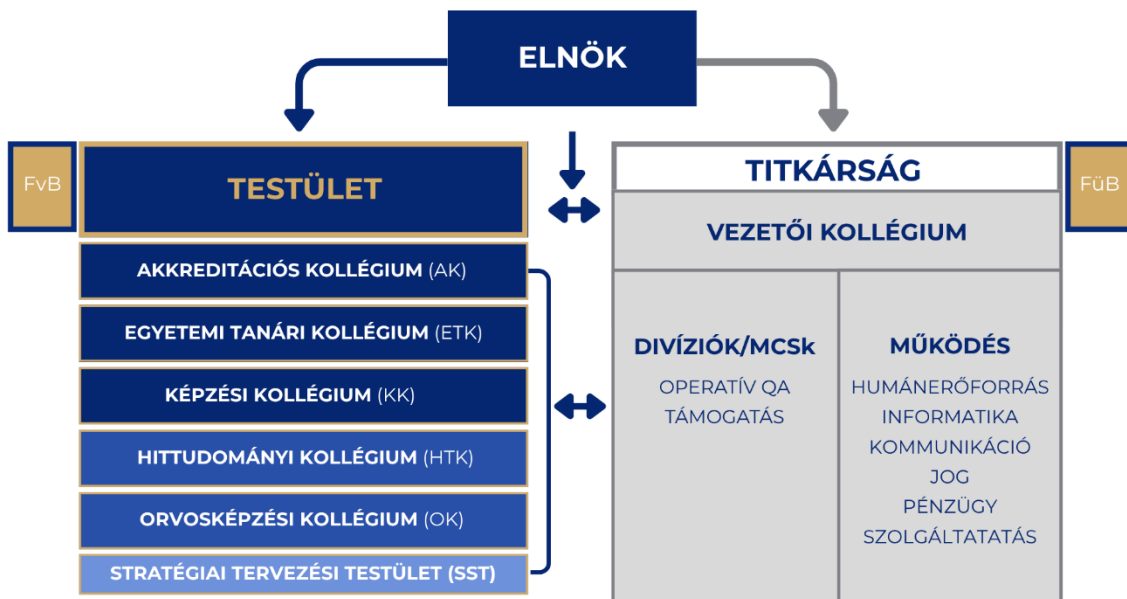 ELNÖK
FvB
TESTÜLET
AKKREDITÁCIÓS KOLLÉGIUM (AK)
EGYETEMI TANÁRI KOLLÉGIUM (ETK)
KÉPZÉSI KOLLÉGIUM (KK)
HITTUDOMÁNYI KOLLÉGIUM (HTK)
ORVOSKÉPZÉSI KOLLÉGIUM (OK)
STRATÉGIAI TERVEZÉSI TESTÜLET (SST)
TITKÁRSÁG
FüB
VEZETŐI KOLLÉGIUM
DIVÍZIÓK/MCSk
OPERATÍV QA
TÁMOGATÁS
MŰKÖDÉS
HUMÁNERŐFORRÁS
INFORMATIKA
KOMMUNIKÁCIÓ
JOG
PÉNZÜGY
SZOLGÁLTATATÁS